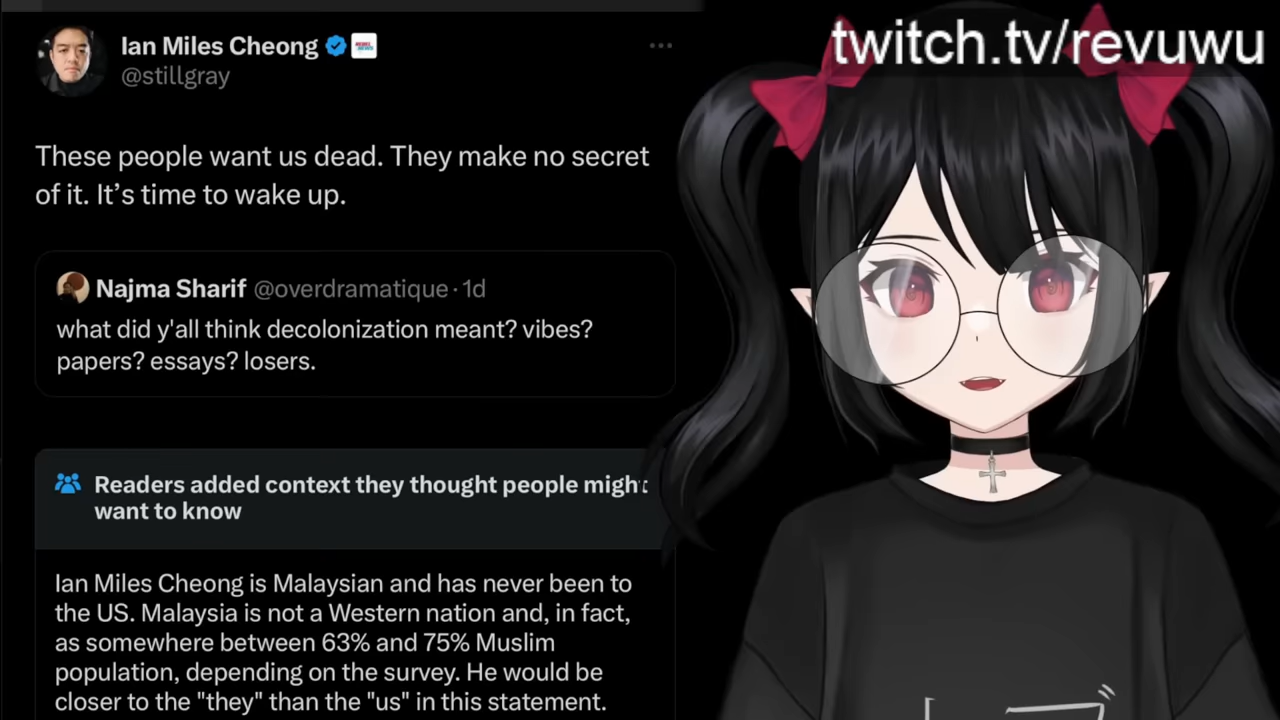 twitch.tv/revuwu
Ian Miles Cheong
@stillgray
These people want us dead. They make no secret
of it. It’s time to wake up.
Najma Sharif @overdramatique · 1d
what did y'all think decolonization meant? vibes?
papers? essays? losers.
Readers added context they thought people might
want to know
Ian Miles Cheong is Malaysian and has never been to
the US. Malaysia is not a Western nation and, in fact,
as somewhere between 63% and 75% Muslim
population, depending on the survey. He would be
closer to the "they" than the "us" in this statement.